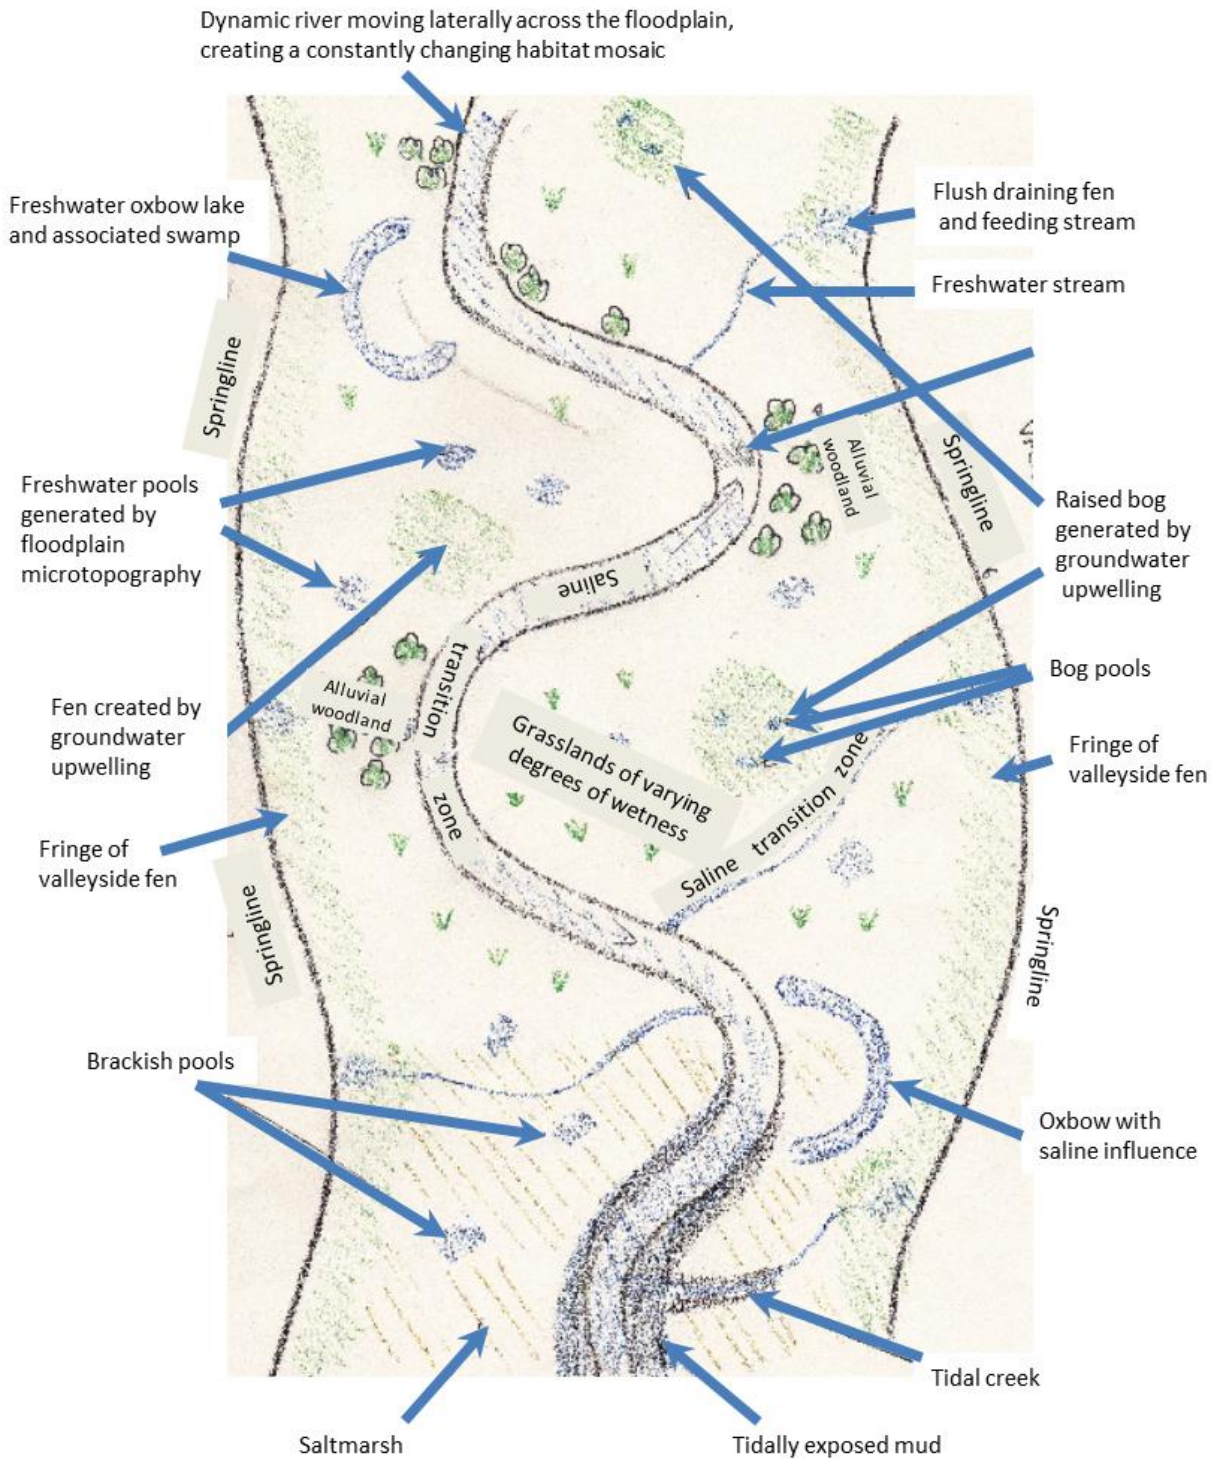 Dynamic river moving laterally across the floodplain,
creating a constantly changing habitat mosaic
Freshwater oxbow lake
and associated swamp
Flush draining fen
and feeding stream
Freshwater stream
Springline
Alluvial
woodland
Springline
Freshwater pools
generated by
floodplain
microtopography
Raised bog
generated by
groundwater
upwelling
Saline
transition
zone
Alluvial
woodland
Bog pools
Fen created by
groundwater
upwelling
Grasslands of varying
degrees of wetness
Fringe of
valleyside fen
Saline transition zone
Fringe of
valleyside fen
Springline
Springline
Brackish pools
Oxbow with
saline influence
Tidal creek
Saltmarsh
Tidally exposed mud